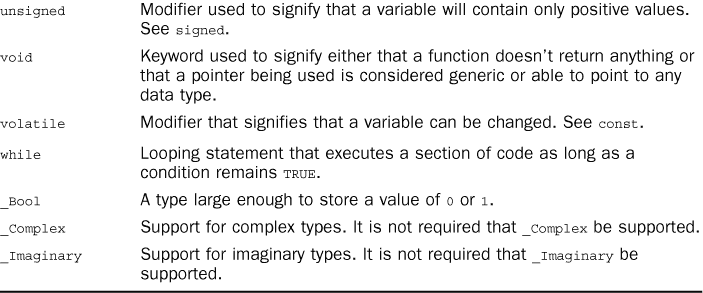 unsigned Modifier used to signify that a variable will contain only positive values.
See signed.
void Keyword used to signify either that a function doesn't return anything or
that a pointer being used is considered generic or able to point to any
data type.
volatile Modifier that signifies that a variable can be changed. See const.
while Looping statement that executes a section of code as long as a
condition remains TRUE.
_Bool A type large enough to store a value of 0 or 1.
_Complex Support for complex types. It is not required that _Complex be supported.
_Imaginary Support for imaginary types. It is not required that _Imaginary be
supported.